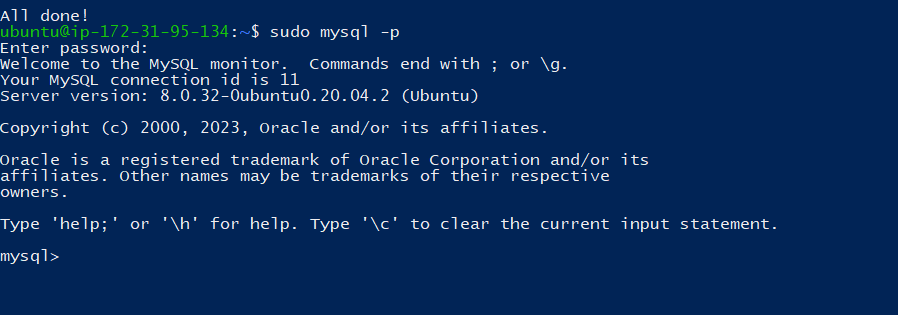 All done!
ubuntu@ip-172-31-95-134:~$ sudo mysql -p
Enter password:
Welcome to the MySQL monitor.  Commands end with ; or \g.
Your MySQL connection id is 11
Server version: 8.0.32-0ubuntu0.20.04.2 (Ubuntu)
Copyright (c) 2000, 2023, Oracle and/or its affiliates.
Oracle is a registered trademark of Oracle Corporation and/or its
affiliates. Other names may be trademarks of their respective
owners.
Type 'help;' or '\h' for help. Type '\c' to clear the current input statement.
mysql>